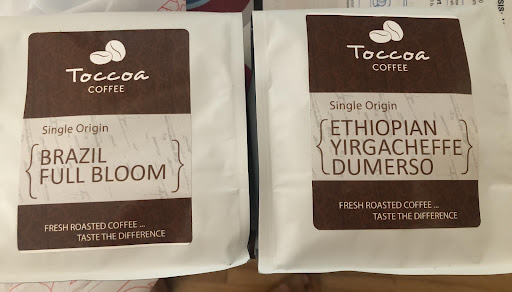 Toccoa
COFFEE
Single Origin
BRAZIL
FULL BLOOM
FRESH ROASTED COFFEE ...
TASTE THE DIFFERENCE
Toccoa
COFFEE
Single Origin
ETHIOPIAN
YIRGACHEFFE
DUMERSO
FRESH ROASTED COFFEE ...
TASTE THE DIFFERENCE